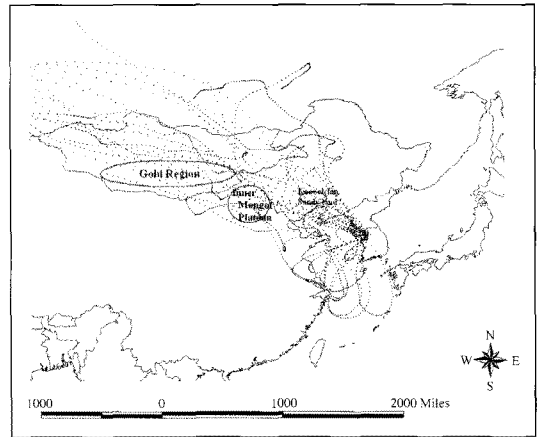 Gobi Region
Inner
Mongol
Plateau
N
W E
S
1000 0 1000 2000 Miles